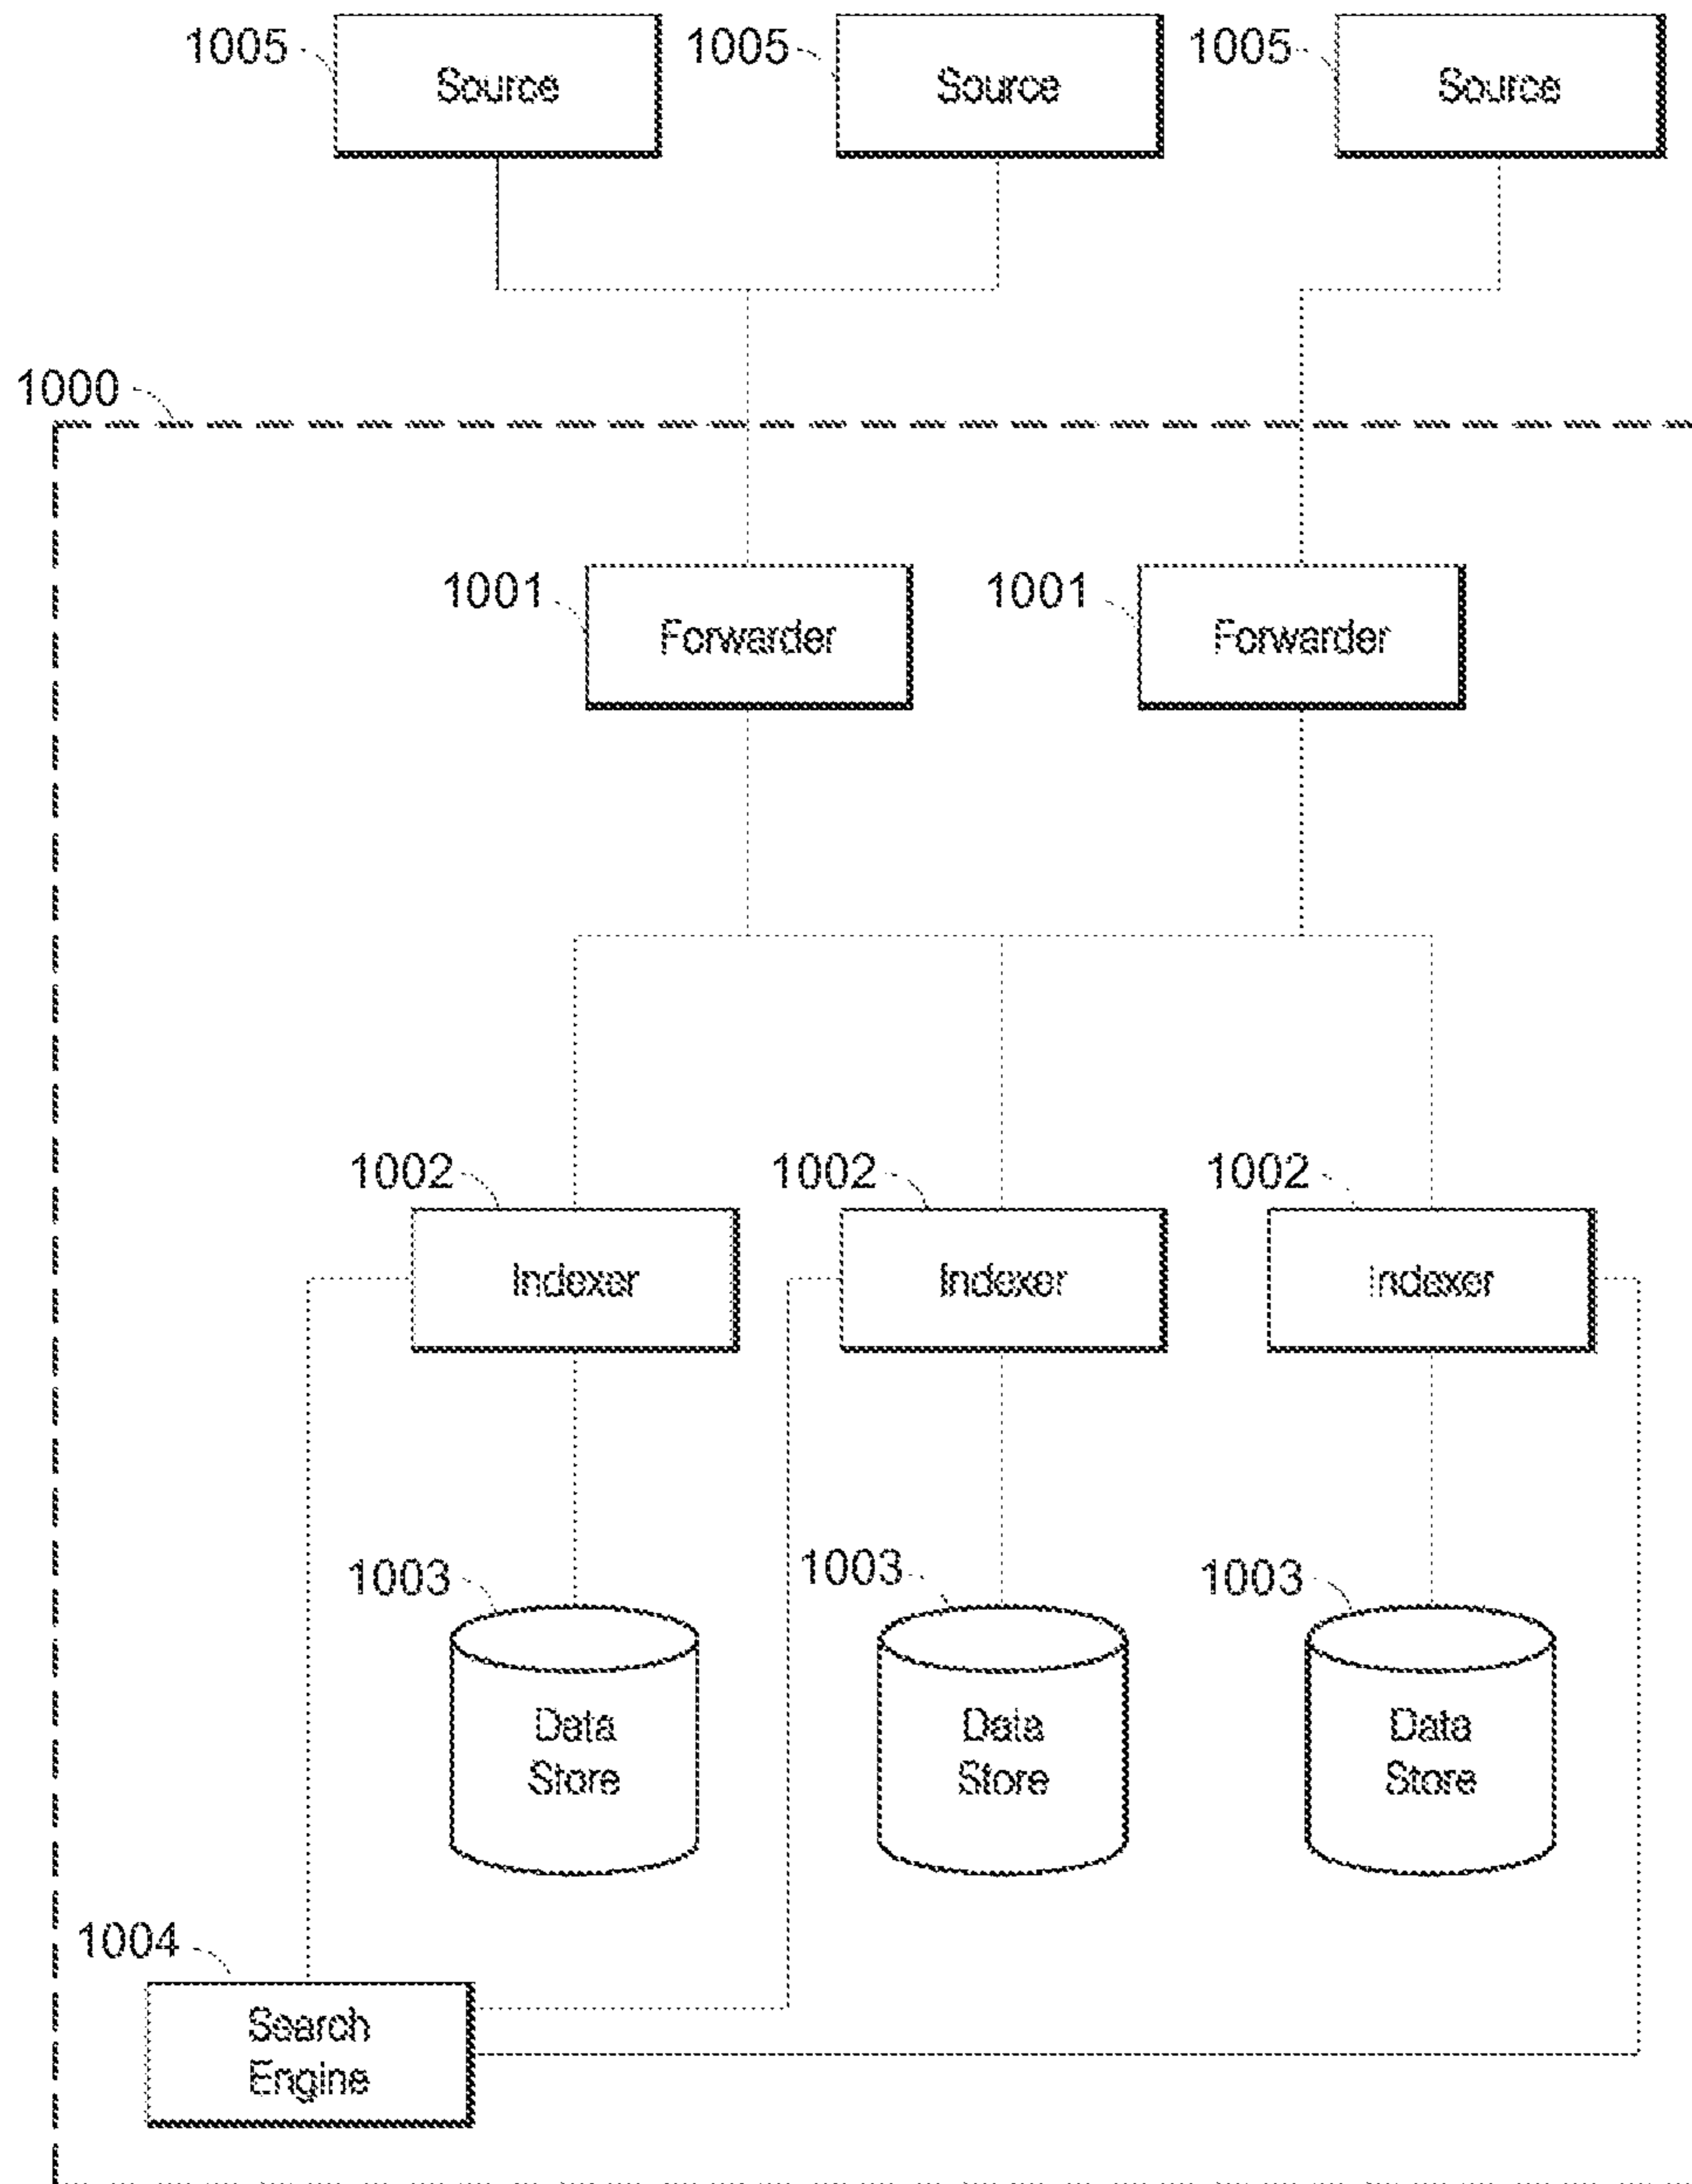 1005
Source
1005
Source
1005
Source
1000
1001
Forwarder
1001
Forwarder
1002
Indexer
1002
Indexer
1002
Indexer
1003
Data
Store
1003
Data
Store
1003
Data
Store
1004
Search
Engine